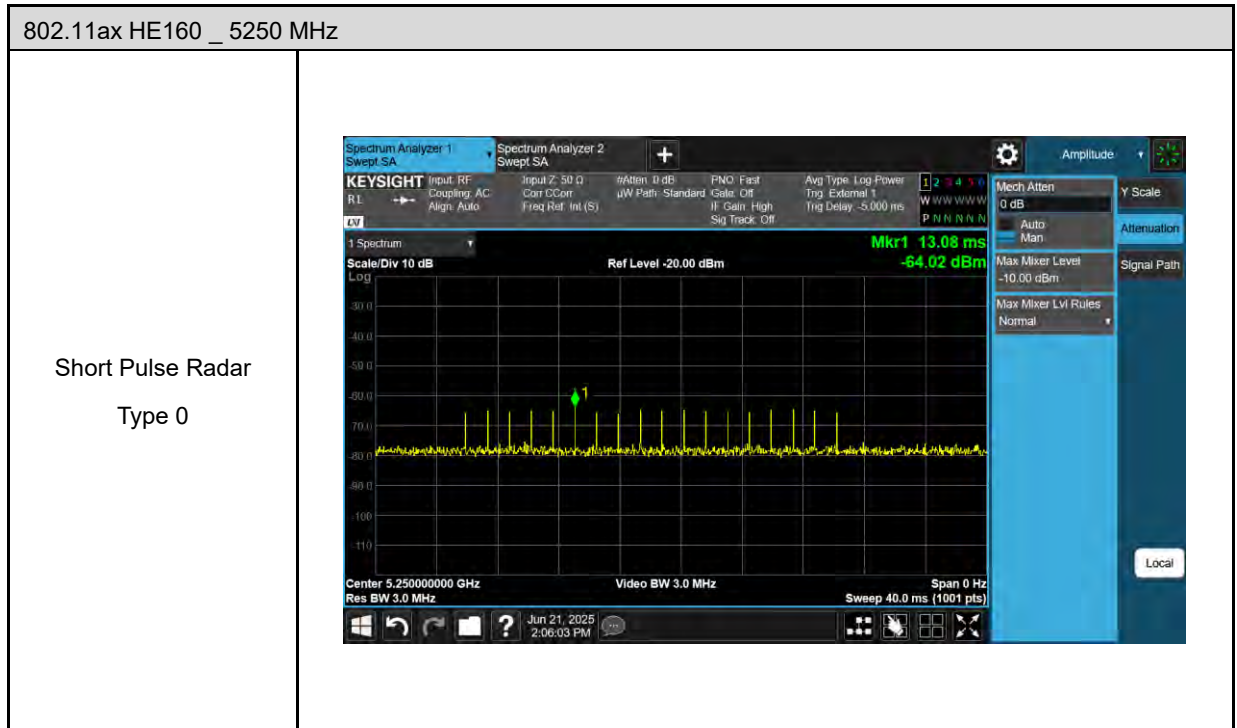 802.11ax HE160 _ 5250 MHz
Short Pulse Radar
Type 0
Spectrum Analyzer 1
Swept SA
Spectrum Analyzer 2
Swept SA
+
Amplitude
KEYSIGHT
R L
LXI
Input: RF
Coupling: AC
Align: Auto
Input Z: 50 Ω
Corr CCorr
Freq Ref: Int (S)
#Atten: 0 dB
µW Path: Standard
PNO: Fast
Gate: Off
IF Gain: High
Sig Track: Off
Avg Type: Log-Power
Trig: External 1
Trig Delay: -5.000 ms
1 2 3 4 5 6
W W W W W W
P N N N N N
Mech Atten
0 dB
Auto
Man
Max Mixer Level
-10.00 dBm
Max Mixer Lvl Rules
Normal
Y Scale
Attenuation
Signal Path
Local
1 Spectrum
Scale/Div 10 dB
Log
Ref Level -20.00 dBm
Mkr1 13.08 ms
-64.02 dBm
-30.0
-40.0
-50.0
-60.0
-70.0
-80.0
-90.0
-100
-110
1
Center 5.250000000 GHz
Res BW 3.0 MHz
Video BW 3.0 MHz
Span 0 Hz
Sweep 40.0 ms (1001 pts)
?
Jun 21, 2025
2:06:03 PM